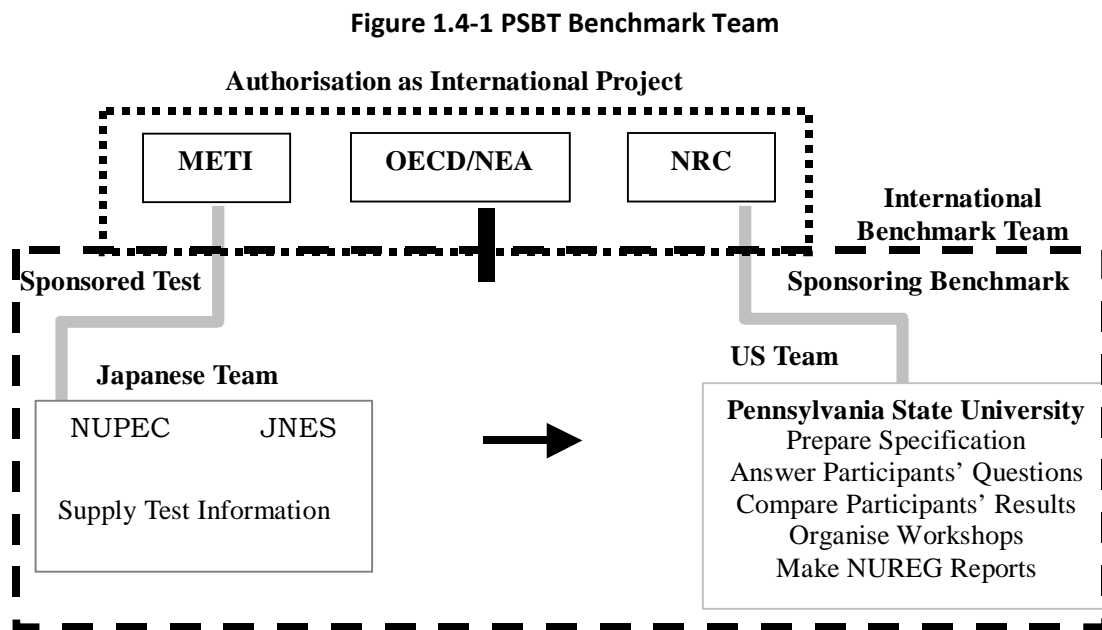 Figure 1.4-1 PSBT Benchmark Team
Authorisation as International Project
METI
OECD/NEA
NRC
International
Benchmark Team
Sponsored Test
Sponsoring Benchmark
Japanese Team
US Team
NUPEC JNES
Supply Test Information
Pennsylvania State University
Prepare Specification
Answer Participants’ Questions
Compare Participants’ Results
Organise Workshops
Make NUREG Reports